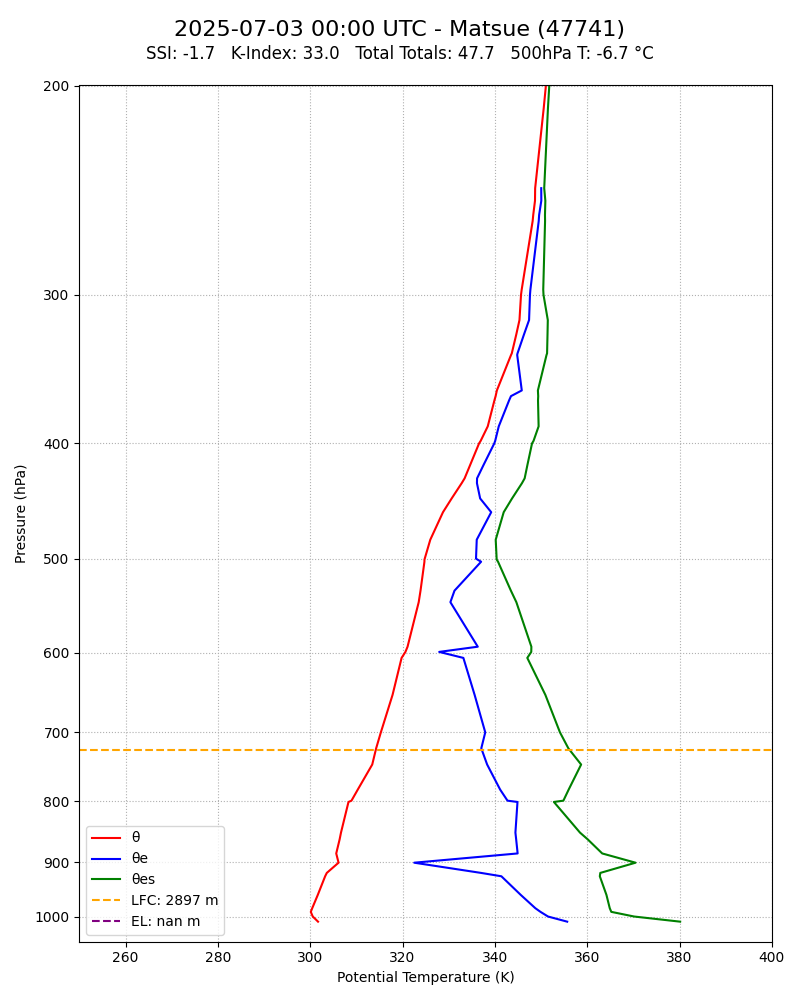 2025-07-03 00:00 UTC - Matsue (47741)
SSI: -1.7   K-Index: 33.0   Total Totals: 47.7   500hPa T: -6.7 °C
200
300
400
500
600
700
800
900
1000
Pressure (hPa)
θ
θe
θes
LFC: 2897 m
EL: nan m
260 280 300 320 340 360 380 400
Potential Temperature (K)